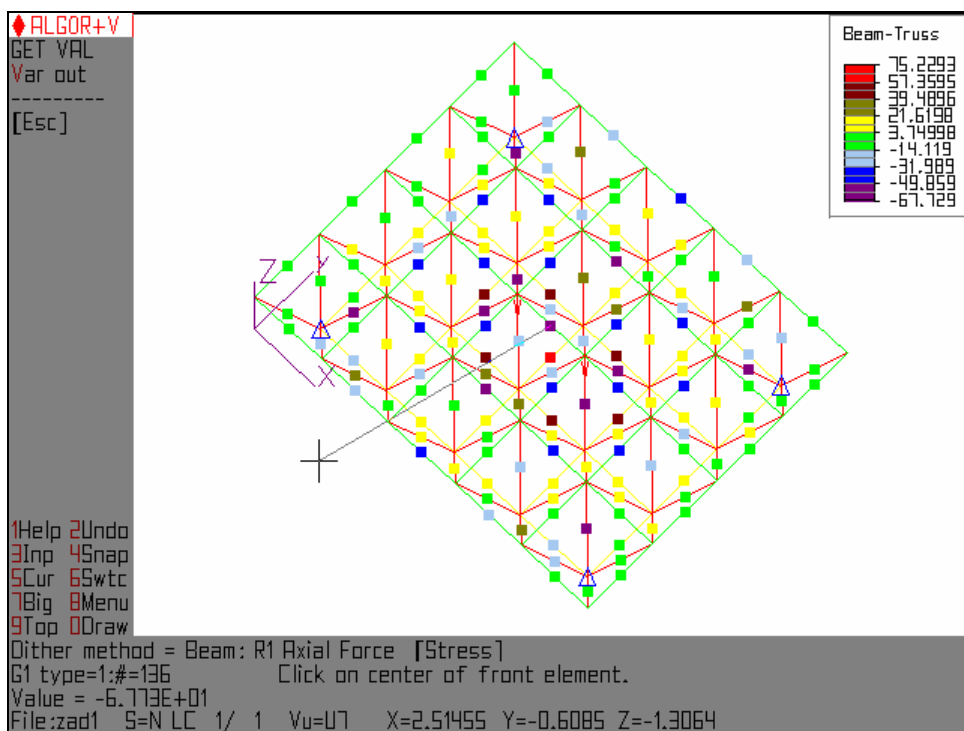 ALGOR+V
GET VAL
Var out
---------
[Esc]
Beam-Truss
75.2293
57.3595
39.4896
21.6198
3.74998
-14.119
-31.989
-49.859
-67.729
Z
Y
X
1Help 2Undo
3Inp 4Snap
5Cur 6Swtc
7Big 8Menu
9Top 0Draw
Dither method = Beam: R1 Axial Force [Stress]
G1 type=1:#=136 Click on center of front element.
Value = -6.773E+01
File:zad1 S=N LC 1/ 1 Vu=U7 X=2.51455 Y=-0.6085 Z=-1.3064